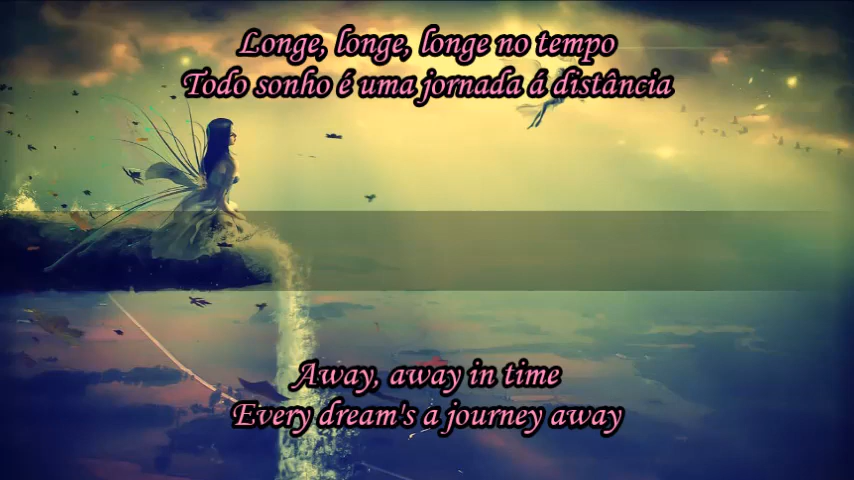 Longe, longe, longe no tempo
Todo sonho é uma jornada á distância
Away, away in time
Every dream's a journey away